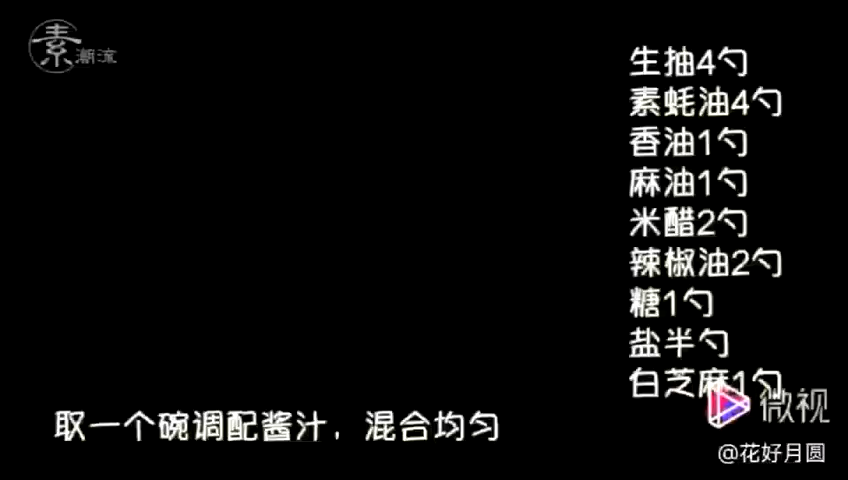 素潮流
生抽4勺
素蚝油4勺
香油1勺
麻油1勺
米醋2勺
辣椒油2勺
糖1勺
盐半勺
白芝麻1勺
取一个碗调配酱汁，混合均匀
微视
@花好月圆